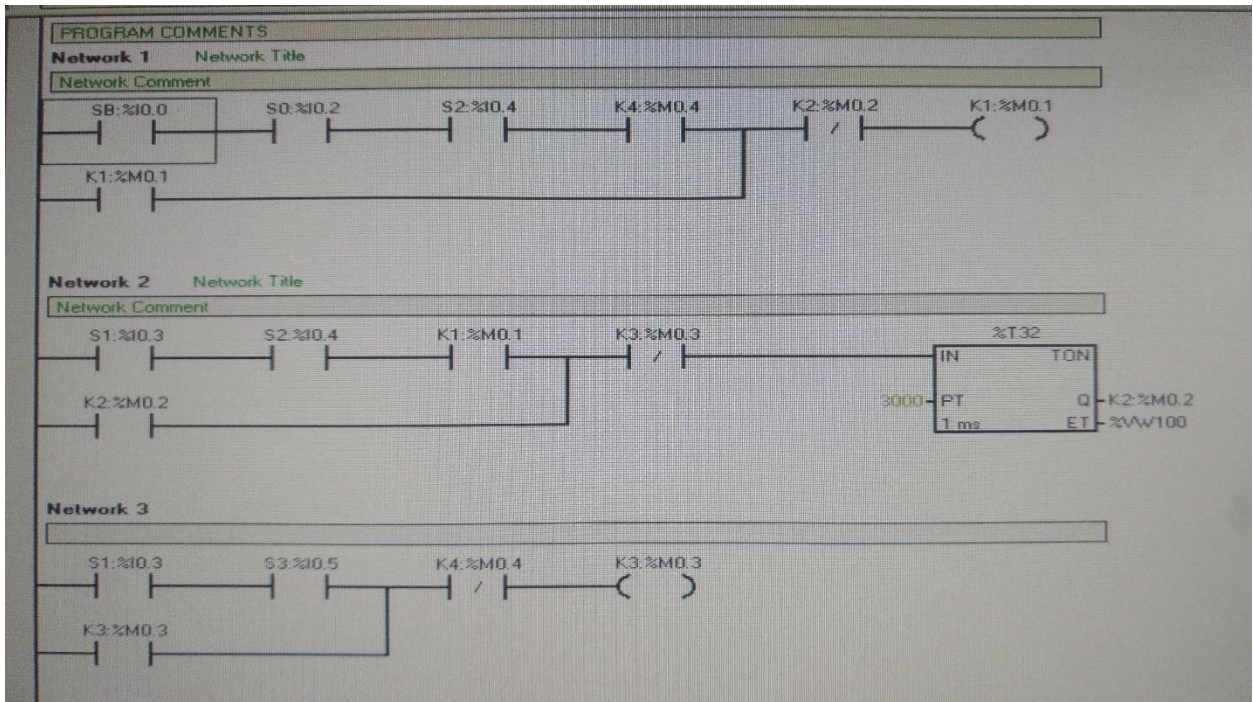 PROGRAM COMMENTS
Network 1 Network Title
Network Comment
SB:%I0.0 S0:%I0.2 S2:%I0.4 K4:%M0.4 K2:%M0.2 K1:%M0.1
K1:%M0.1
Network 2 Network Title
Network Comment
S1:%I0.3 S2:%I0.4 K1:%M0.1 K3:%M0.3 %T32
IN TON
K2:%M0.2 3000 PT Q K2:%M0.2
1 ms ET %VW100
Network 3
S1:%I0.3 S3:%I0.5 K4:%M0.4 K3:%M0.3
K3:%M0.3